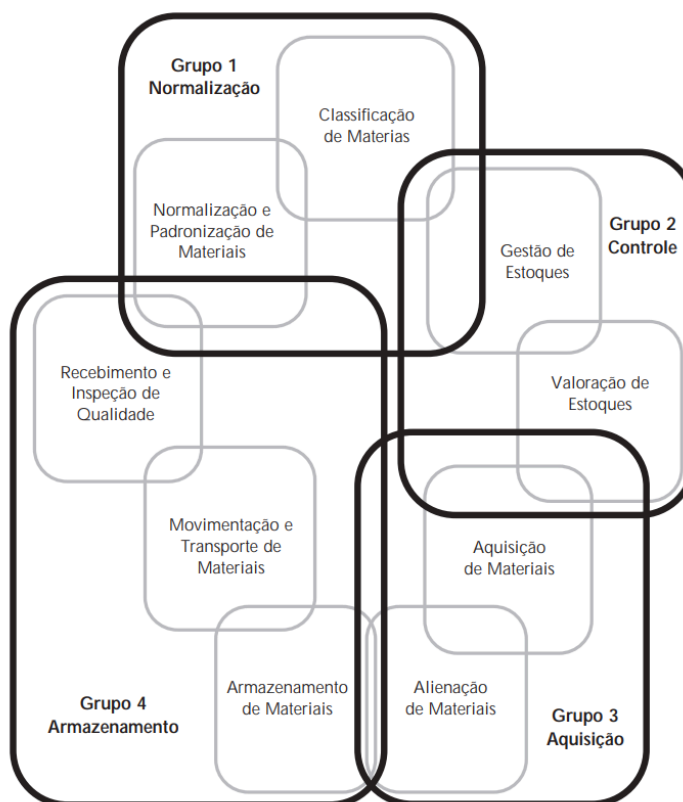 Grupo 1
Normalização
Classificação
de Materias
Normalização e
Padronização de
Materiais
Grupo 2
Controle
Gestão de
Estoques
Valoração de
Estoques
Recebimento e
Inspeção de
Qualidade
Movimentação e
Transporte de
Materiais
Aquisição
de Materiais
Armazenamento
de Materiais
Alienação
de Materiais
Grupo 4
Armazenamento
Grupo 3
Aquisição